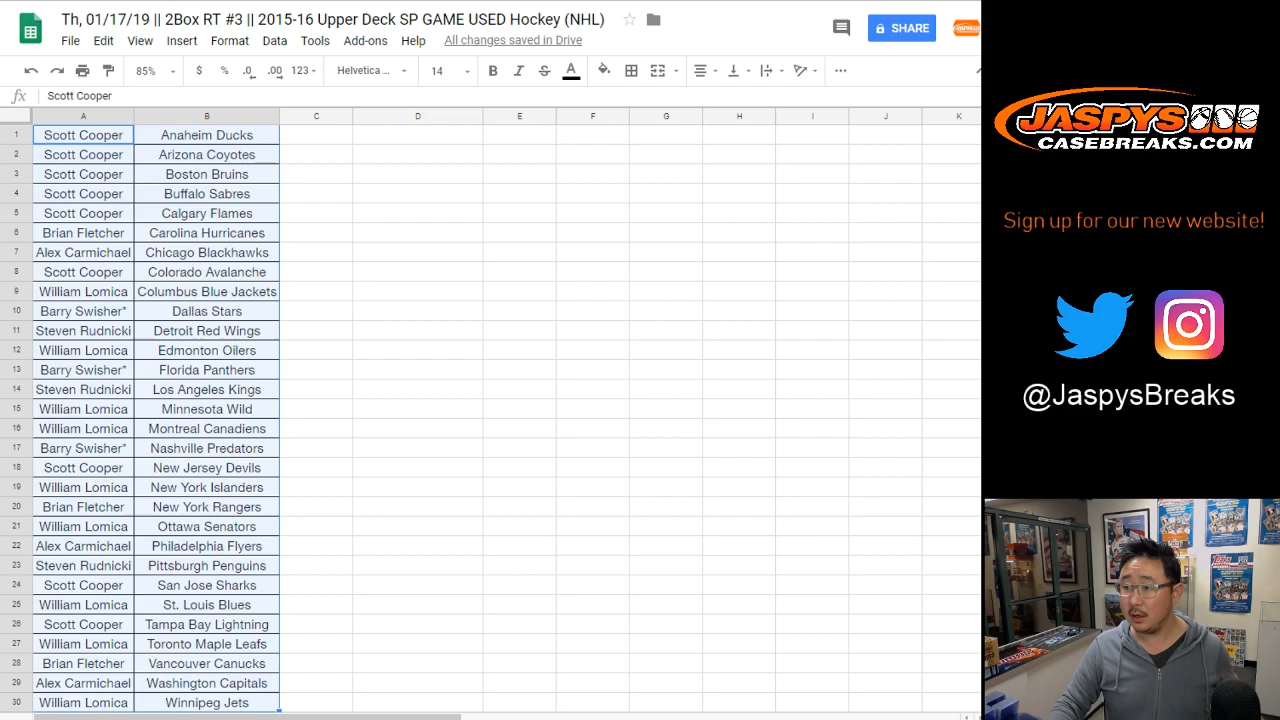 Th, 01/17/19 || 2Box RT #3 || 2015-16 Upper Deck SP GAME USED Hockey (NHL)
File Edit View Insert Format Data Tools Add-ons Help All changes saved in Drive
SHARE
85% $ % .0 .00 123 Helvetica ... 14 B I S A
fx Scott Cooper
A B C D E F G H I J K
1 Scott Cooper Anaheim Ducks
2 Scott Cooper Arizona Coyotes
3 Scott Cooper Boston Bruins
4 Scott Cooper Buffalo Sabres
5 Scott Cooper Calgary Flames
6 Brian Fletcher Carolina Hurricanes
7 Alex Carmichael Chicago Blackhawks
8 Scott Cooper Colorado Avalanche
9 William Lomica Columbus Blue Jackets
10 Barry Swisher* Dallas Stars
11 Steven Rudnicki Detroit Red Wings
12 William Lomica Edmonton Oilers
13 Barry Swisher* Florida Panthers
14 Steven Rudnicki Los Angeles Kings
15 William Lomica Minnesota Wild
16 William Lomica Montreal Canadiens
17 Barry Swisher* Nashville Predators
18 Scott Cooper New Jersey Devils
19 William Lomica New York Islanders
20 Brian Fletcher New York Rangers
21 William Lomica Ottawa Senators
22 Alex Carmichael Philadelphia Flyers
23 Steven Rudnicki Pittsburgh Penguins
24 Scott Cooper San Jose Sharks
25 William Lomica St. Louis Blues
26 Scott Cooper Tampa Bay Lightning
27 William Lomica Toronto Maple Leafs
28 Brian Fletcher Vancouver Canucks
29 Alex Carmichael Washington Capitals
30 William Lomica Winnipeg Jets
JASPYS
CASEBREAKS.COM
Sign up for our new website!
@JaspysBreaks